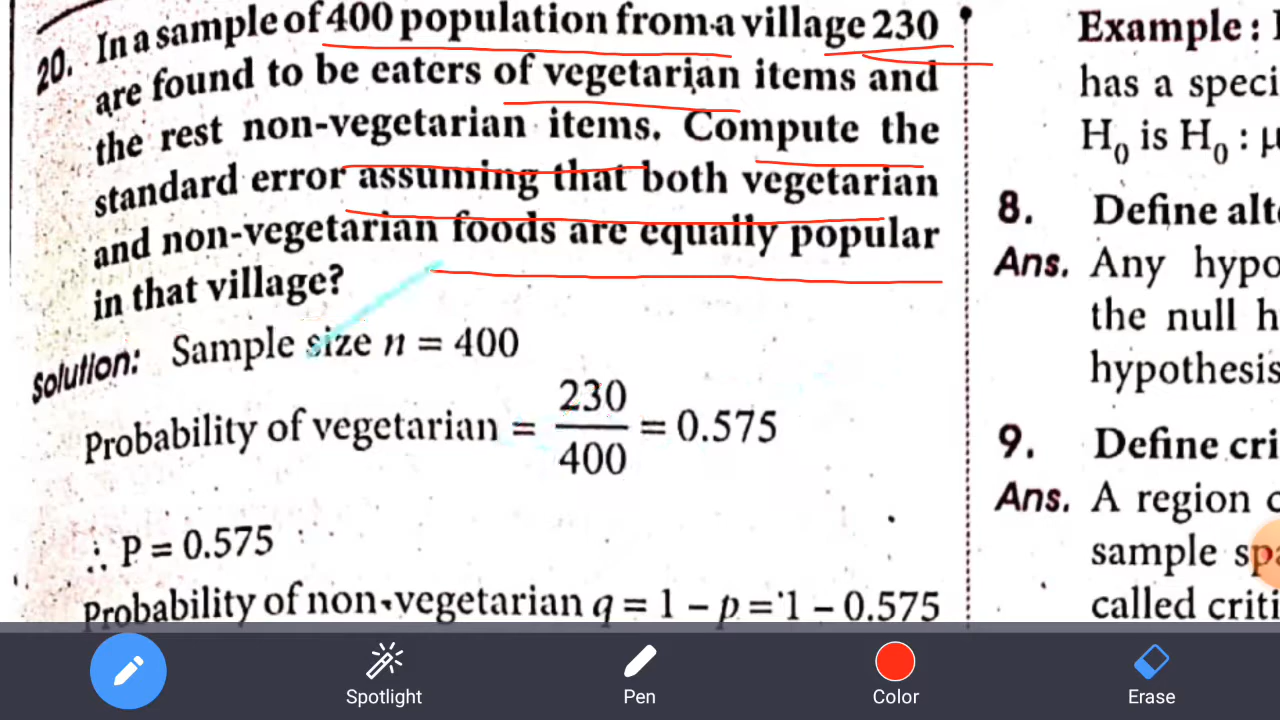 20. In a sample of 400 population from a village 230
are found to be eaters of vegetarian items and
the rest non-vegetarian items. Compute the
standard error assuming that both vegetarian
and non-vegetarian foods are equally popular
in that village?
Solution: Sample size n = 400
Probability of vegetarian = 230/400 = 0.575
∴ P = 0.575
Probability of non-vegetarian q = 1 - p = 1 - 0.575
Example :
has a speci
H₀ is H₀ : μ
8. Define alte
Ans. Any hypo
the null h
hypothesis
9. Define cri
Ans. A region c
sample spa
called criti
Spotlight
Pen
Color
Erase